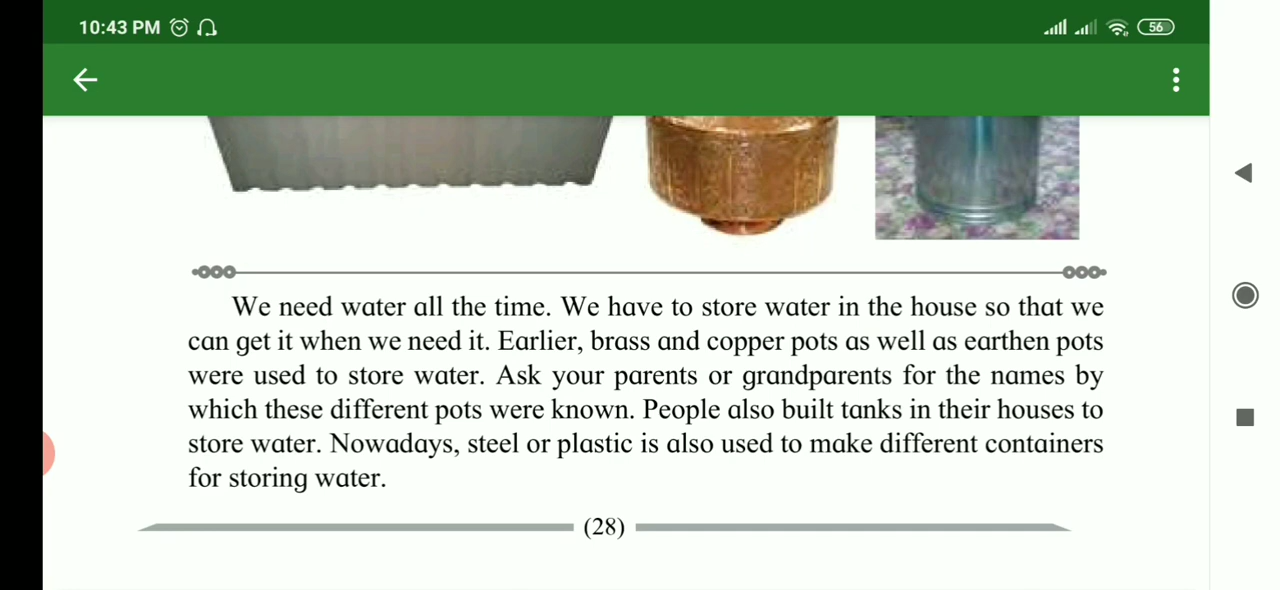 10:43 PM
56
We need water all the time. We have to store water in the house so that we
can get it when we need it. Earlier, brass and copper pots as well as earthen pots
were used to store water. Ask your parents or grandparents for the names by
which these different pots were known. People also built tanks in their houses to
store water. Nowadays, steel or plastic is also used to make different containers
for storing water.
(28)